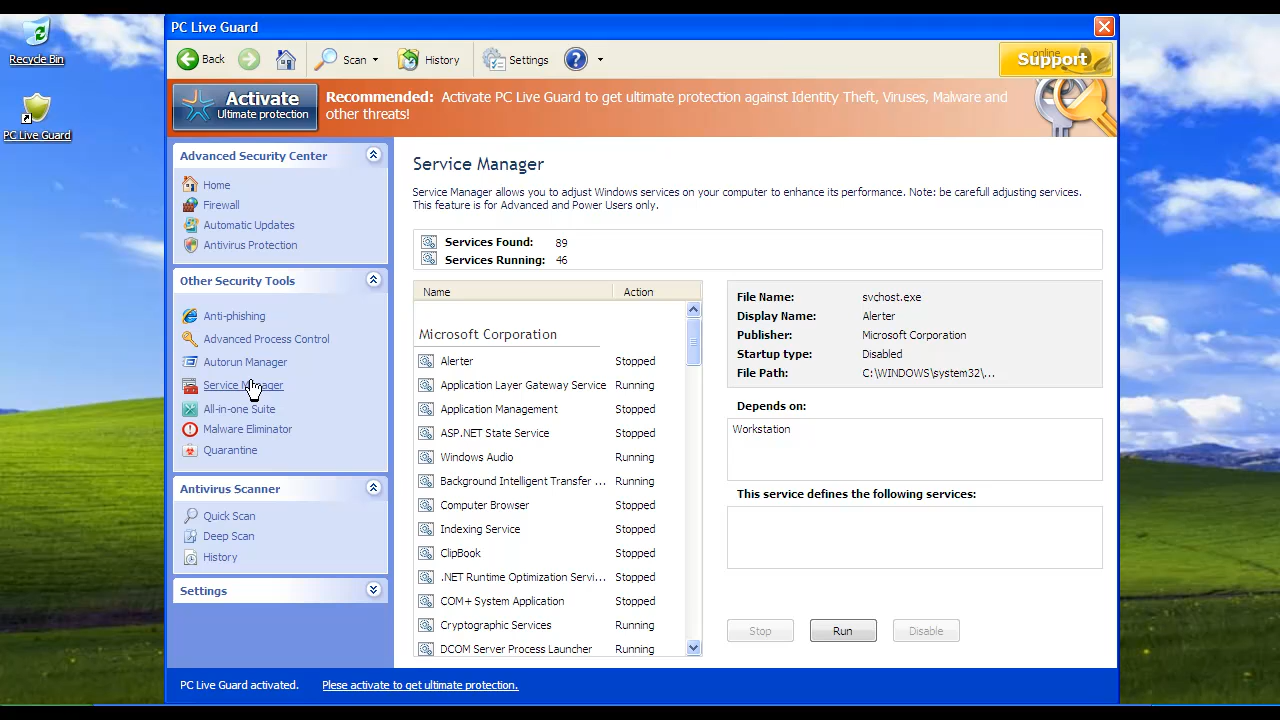 Recycle Bin
PC Live Guard
PC Live Guard
Back
Scan
History
Settings
?
online
Support
Activate
Ultimate protection
Recommended: Activate PC Live Guard to get ultimate protection against Identity Theft, Viruses, Malware and
other threats!
Advanced Security Center
Home
Firewall
Automatic Updates
Antivirus Protection
Other Security Tools
Anti-phishing
Advanced Process Control
Autorun Manager
Service Manager
All-in-one Suite
Malware Eliminator
Quarantine
Antivirus Scanner
Quick Scan
Deep Scan
History
Settings
Service Manager
Service Manager allows you to adjust Windows services on your computer to enhance its performance. Note: be careful adjusting services.
This feature is for Advanced and Power Users only.
Services Found: 89
Services Running: 46
Name Action
Microsoft Corporation
Alerter Stopped
Application Layer Gateway Service Running
Application Management Stopped
ASP.NET State Service Stopped
Windows Audio Running
Background Intelligent Transfer ... Running
Computer Browser Stopped
Indexing Service Stopped
ClipBook Stopped
.NET Runtime Optimization Servi... Stopped
COM+ System Application Stopped
Cryptographic Services Running
DCOM Server Process Launcher Running
File Name: svchost.exe
Display Name: Alerter
Publisher: Microsoft Corporation
Startup type: Disabled
File Path: C:\WINDOWS\system32\...
Depends on:
Workstation
This service defines the following services:
Stop Run Disable
PC Live Guard activated. Plese activate to get ultimate protection.